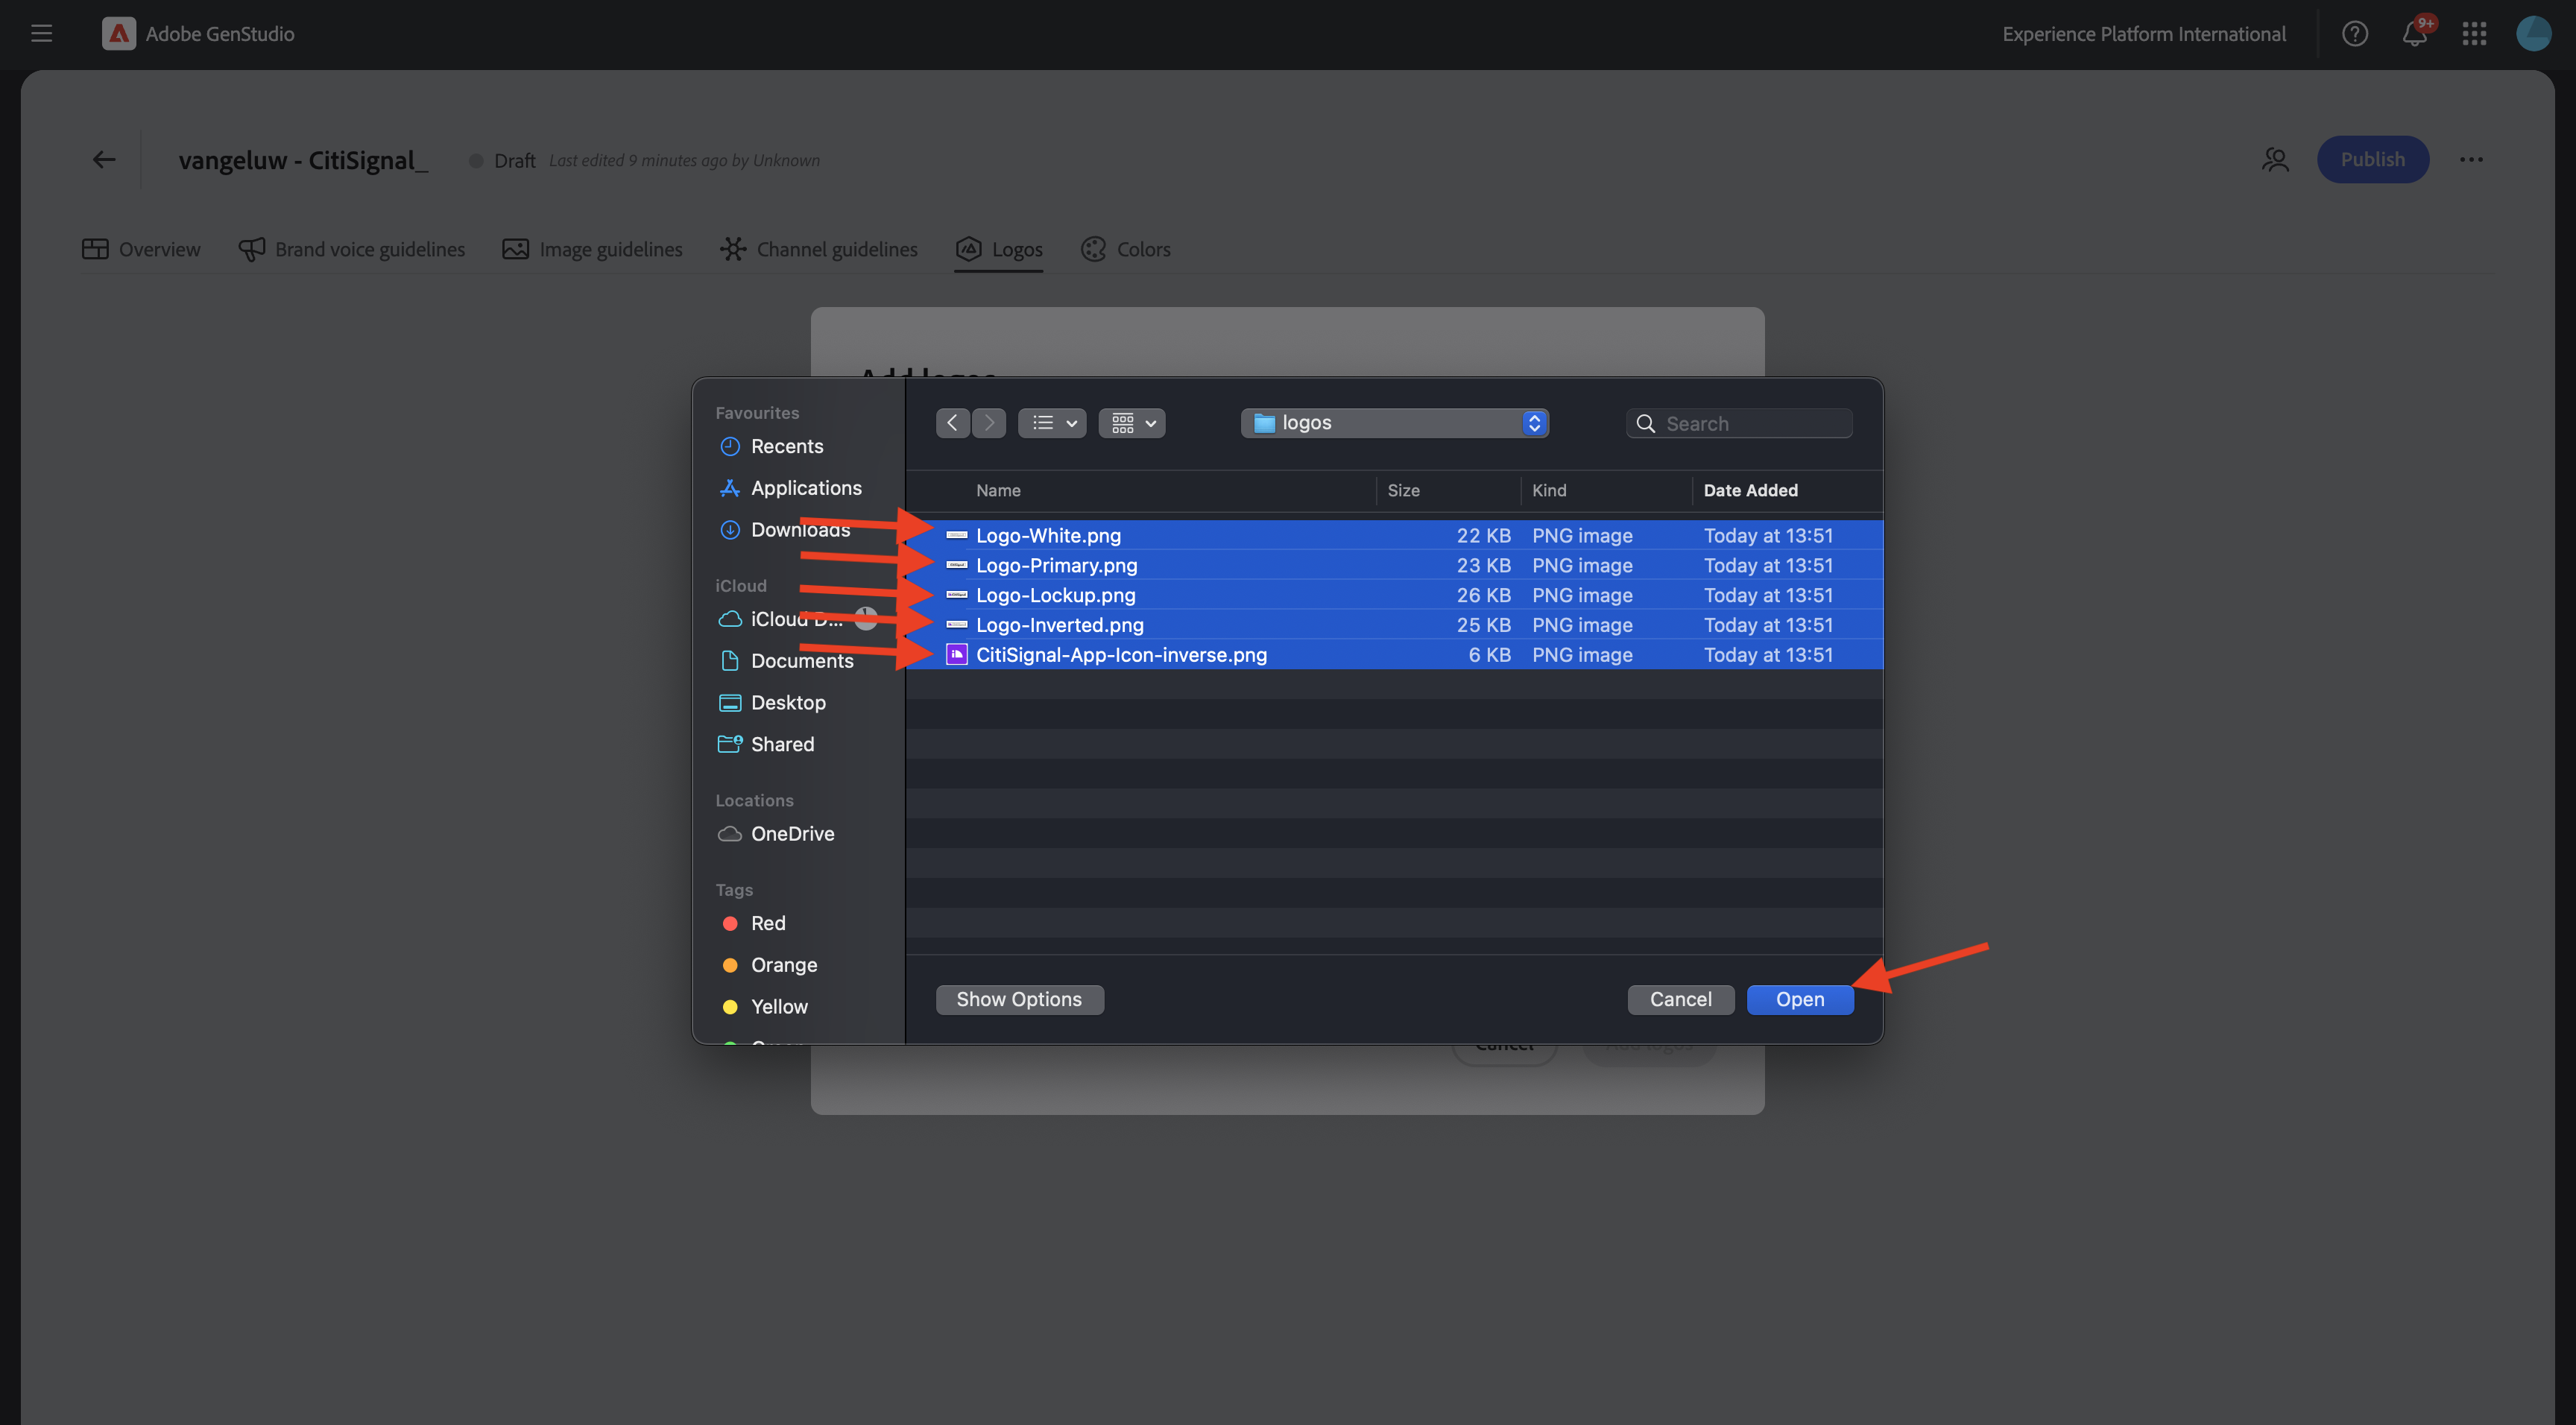 Adobe GenStudio
Experience Platform International
9+
vangeluw - CitiSignal_
Draft
Last edited 9 minutes ago by Unknown
Publish
Overview
Brand voice guidelines
Image guidelines
Channel guidelines
Logos
Colors
Add logos
Favourites
Recents
Applications
Downloads
iCloud
iCloud D...
Documents
Desktop
Shared
Locations
OneDrive
Tags
Red
Orange
Yellow
Green
logos
Search
Name Size Kind Date Added
Logo-White.png 22 KB PNG image Today at 13:51
Logo-Primary.png 23 KB PNG image Today at 13:51
Logo-Lockup.png 26 KB PNG image Today at 13:51
Logo-Inverted.png 25 KB PNG image Today at 13:51
CitiSignal-App-Icon-inverse.png 6 KB PNG image Today at 13:51
Show Options
Cancel
Open
Cancel
Add logos